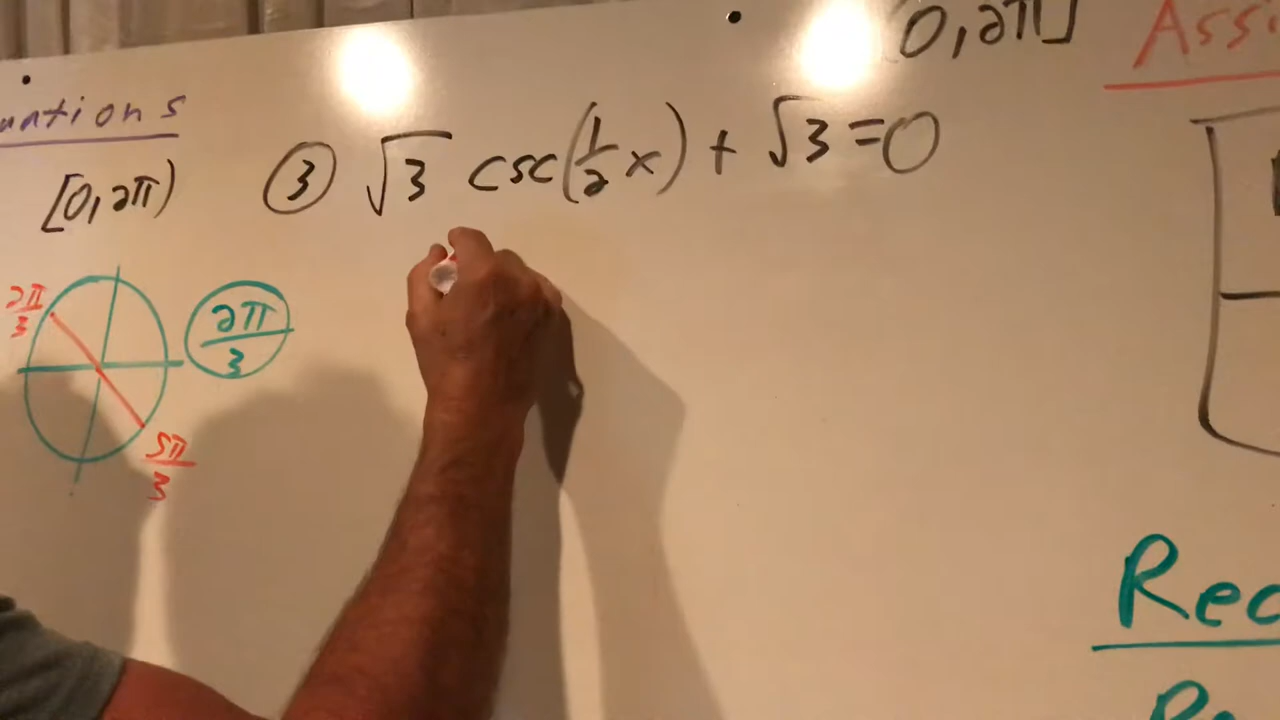 uations
[0, 2π)
③ √3 csc(1/2 x) + √3 = 0
[0, 2π]
Assi
2π/3
2π/3
5π/3
Rec